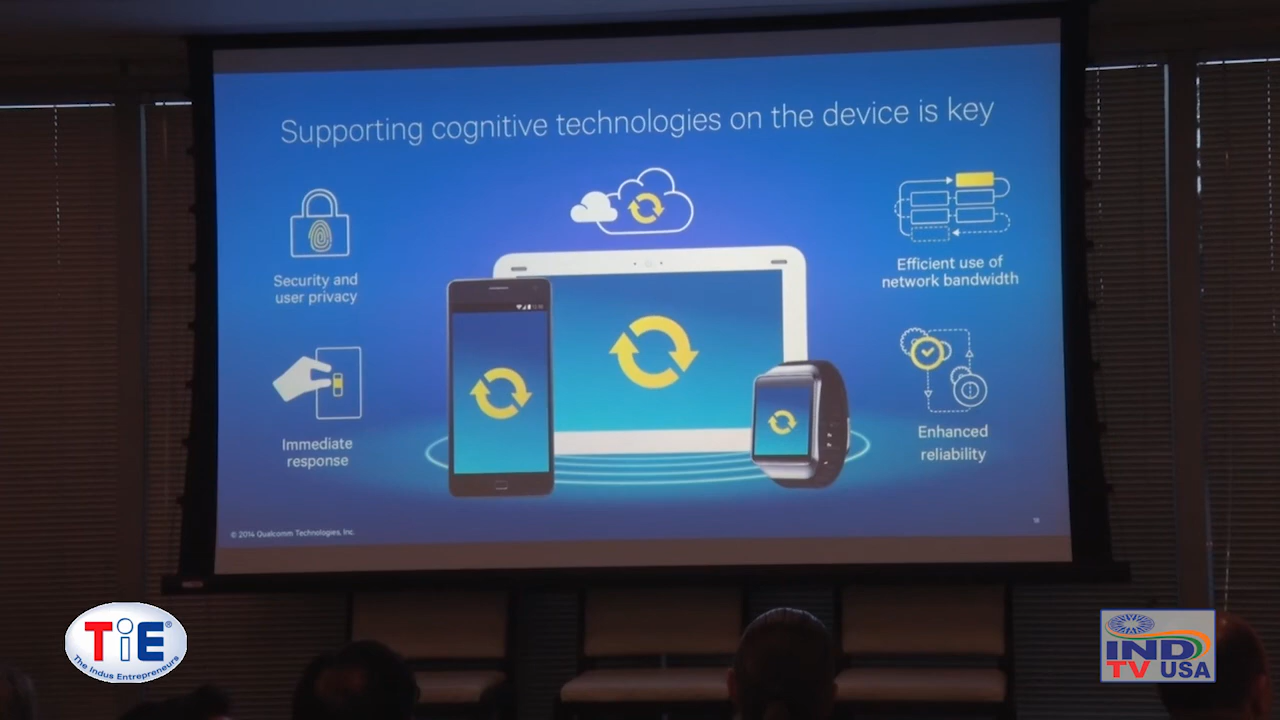 Supporting cognitive technologies on the device is key
Security and
user privacy
Efficient use of
network bandwidth
Immediate
response
Enhanced
reliability
© 2014 Qualcomm Technologies, Inc.
TiE®
The Indus Entrepreneurs
IND
TV USA